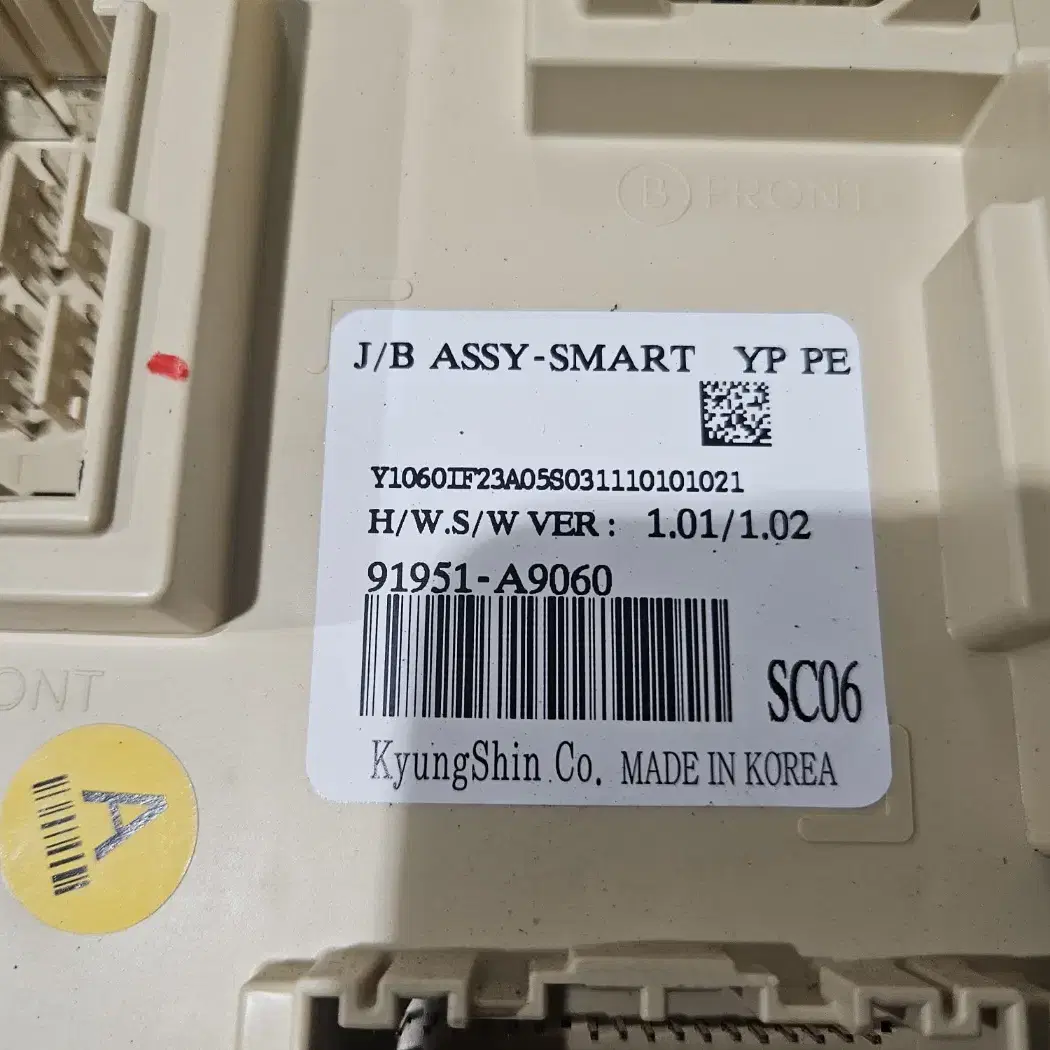 B FRONT
J/B ASSY-SMART YP PE
Y1060IF23A05S031110101021
H/W.S/W VER : 1.01/1.02
91951-A9060
SC06
KyungShin Co. MADE IN KOREA
ONT
A